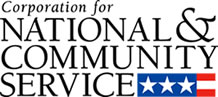 Corporation for
NATIONAL &
COMMUNITY
SERVICE